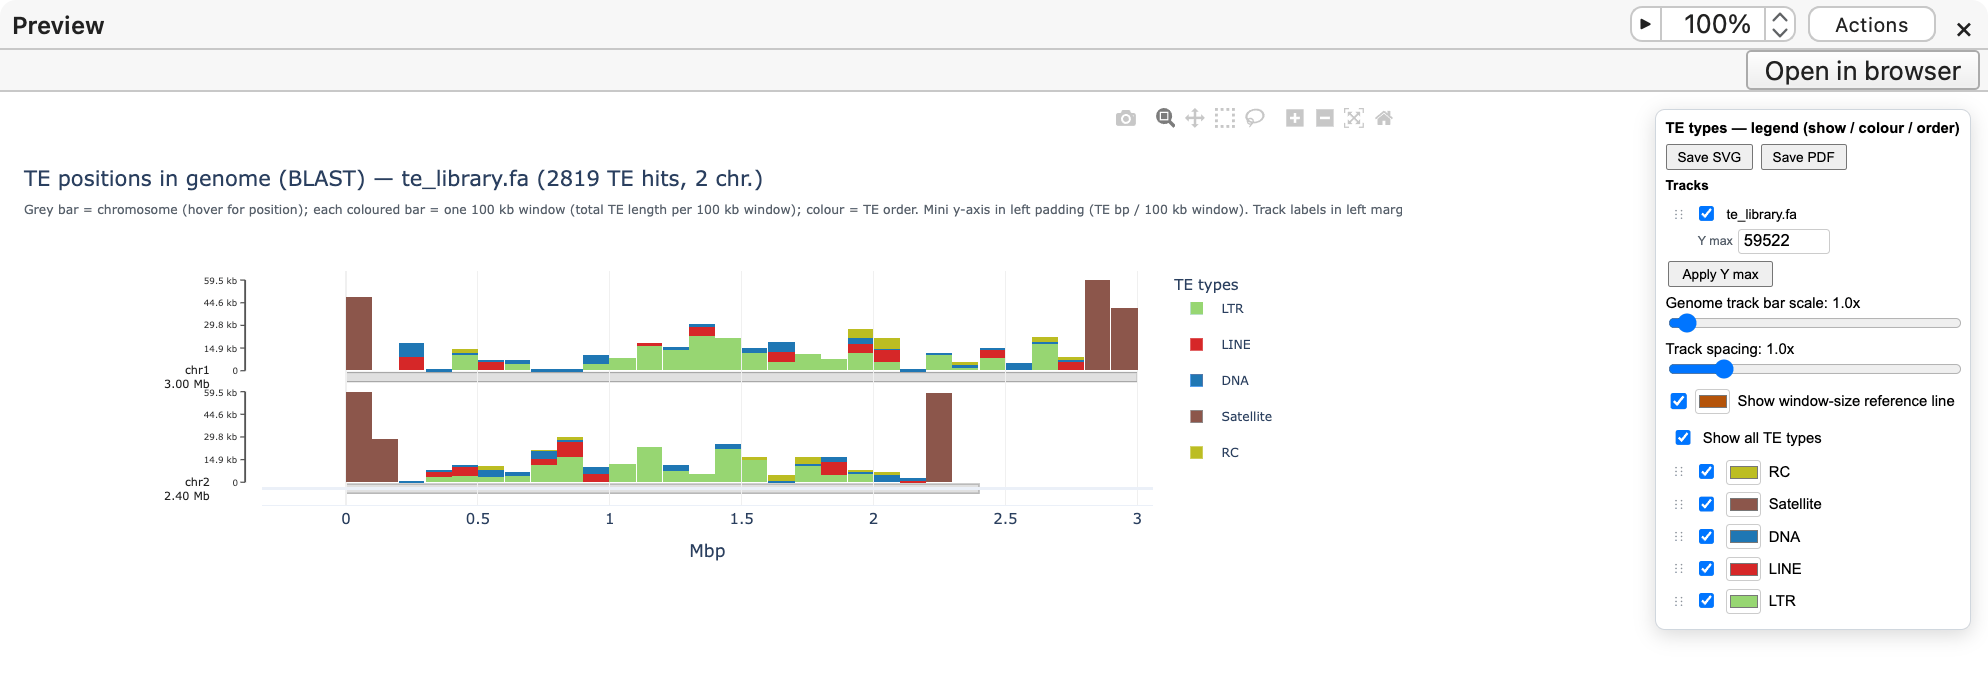 Preview
100%
Actions
Open in browser
TE positions in genome (BLAST) — te_library.fa (2819 TE hits, 2 chr.)
Grey bar = chromosome (hover for position); each coloured bar = one 100 kb window (total TE length per 100 kb window); colour = TE order. Mini y-axis in left padding (TE bp / 100 kb window). Track labels in left marg
59.5 kb
44.6 kb
29.8 kb
14.9 kb
0
chr1
3.00 Mb
59.5 kb
44.6 kb
29.8 kb
14.9 kb
0
chr2
2.40 Mb
0 0.5 1 1.5 2 2.5 3
Mbp
TE types
LTR
LINE
DNA
Satellite
RC
TE types — legend (show / colour / order)
Save SVG Save PDF
Tracks
te_library.fa
Y max 59522
Apply Y max
Genome track bar scale: 1.0x
Track spacing: 1.0x
Show window-size reference line
Show all TE types
RC
Satellite
DNA
LINE
LTR